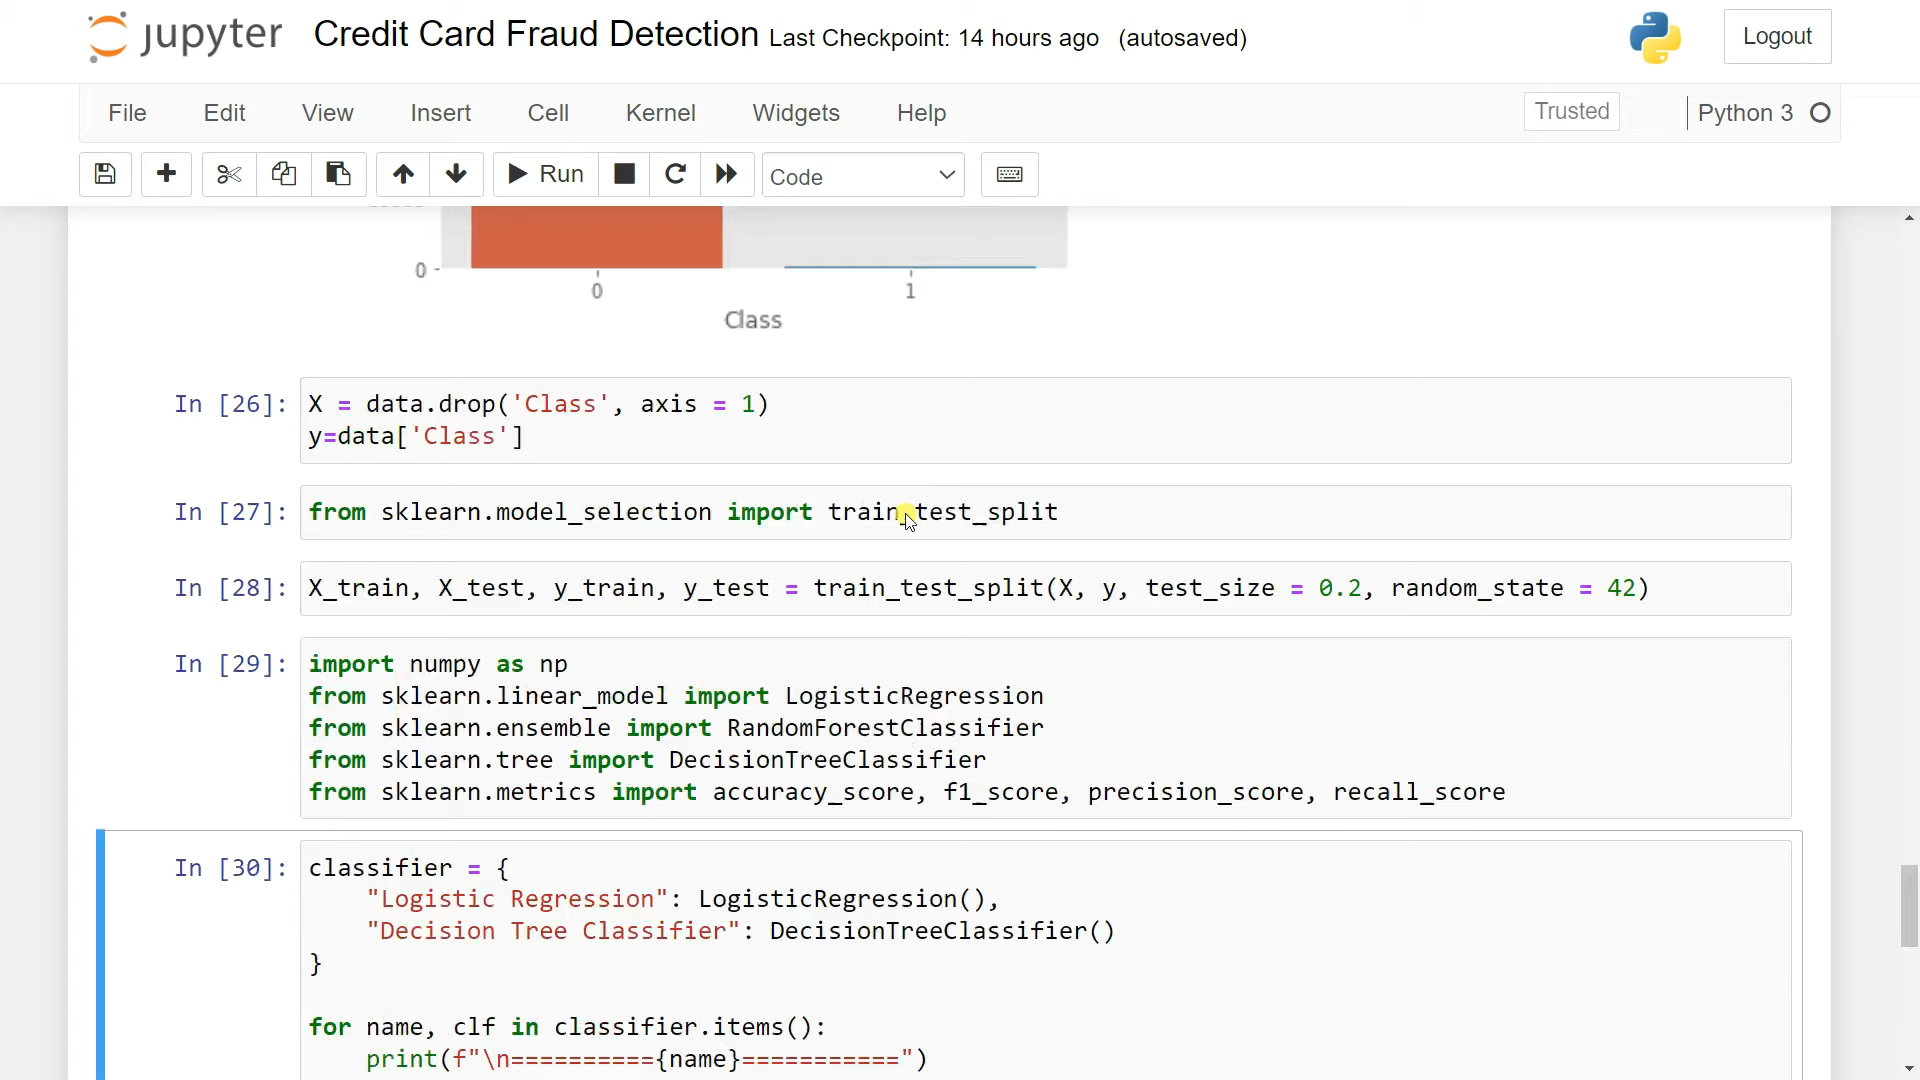 jupyter Credit Card Fraud Detection Last Checkpoint: 14 hours ago (autosaved) Logout
File Edit View Insert Cell Kernel Widgets Help Trusted Python 3
Run Code
0
0 1
Class
In [26]: X = data.drop('Class', axis = 1)
y=data['Class']
In [27]: from sklearn.model_selection import train_test_split
In [28]: X_train, X_test, y_train, y_test = train_test_split(X, y, test_size = 0.2, random_state = 42)
In [29]: import numpy as np
from sklearn.linear_model import LogisticRegression
from sklearn.ensemble import RandomForestClassifier
from sklearn.tree import DecisionTreeClassifier
from sklearn.metrics import accuracy_score, f1_score, precision_score, recall_score
In [30]: classifier = {
    "Logistic Regression": LogisticRegression(),
    "Decision Tree Classifier": DecisionTreeClassifier()
}
for name, clf in classifier.items():
    print(f"\n=========={name}===========")